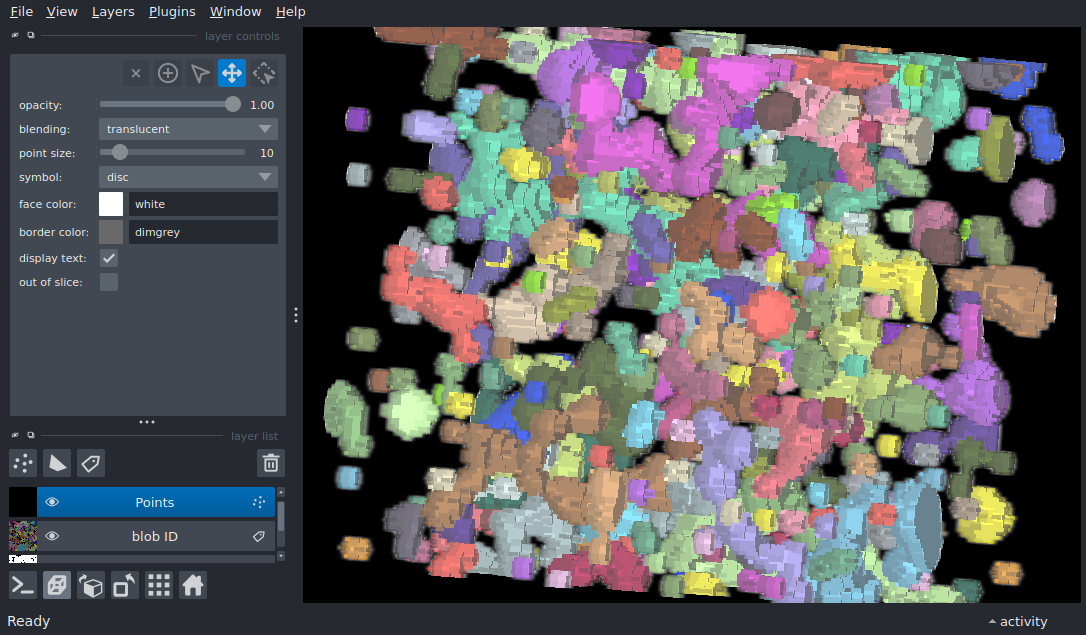 File View Layers Plugins Window Help
layer controls
opacity: 1.00
blending: translucent
point size: 10
symbol: disc
face color: white
border color: dimgrey
display text:
out of slice:
layer list
Points
blob ID
Ready
activity